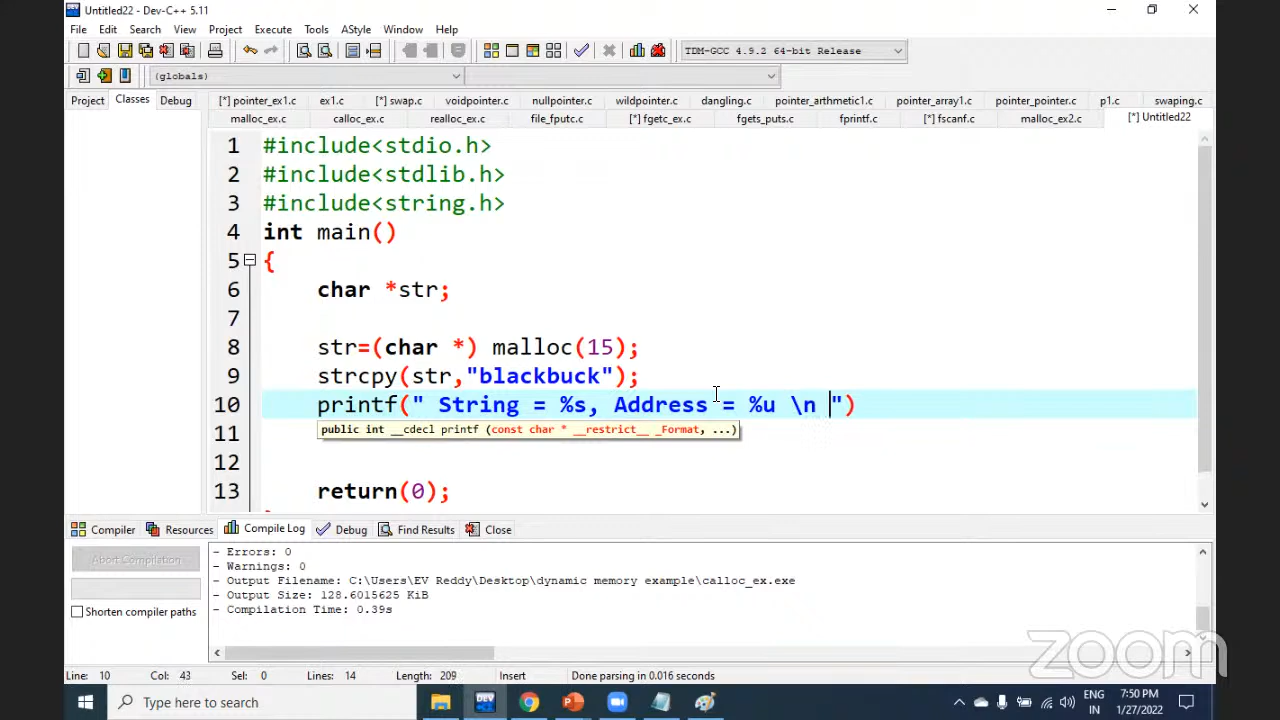 Untitled22 - Dev-C++ 5.11
File Edit Search View Project Execute Tools AStyle Window Help
TDM-GCC 4.9.2 64-bit Release
(globals)
Project Classes Debug
[*] pointer_ex1.c ex1.c [*] swap.c voidpointer.c nullpointer.c wildpointer.c dangling.c pointer_arthmetic1.c pointer_array1.c pointer_pointer.c p1.c swaping.c
malloc_ex.c calloc_ex.c realloc_ex.c file_fputc.c [*] fgetc_ex.c fgets_puts.c fprintf.c [*] fscanf.c malloc_ex2.c [*] Untitled22
1 #include<stdio.h>
2 #include<stdlib.h>
3 #include<string.h>
4 int main()
5 {
6 char *str;
7
8 str=(char *) malloc(15);
9 strcpy(str,"blackbuck");
10 printf(" String = %s, Address = %u \n ")
public int __cdecl printf (const char * __restrict__ _Format, ...)
11
12
13 return(0);
Compiler Resources Compile Log Debug Find Results Close
Abort Compilation
Shorten compiler paths
- Errors: 0
- Warnings: 0
- Output Filename: C:\Users\EV Reddy\Desktop\dynamic memory example\calloc_ex.exe
- Output Size: 128.6015625 KiB
- Compilation Time: 0.39s
zoom
Line: 10 Col: 43 Sel: 0 Lines: 14 Length: 209 Insert Done parsing in 0.016 seconds
Type here to search
DEV
ENG
IN
7:50 PM
1/27/2022